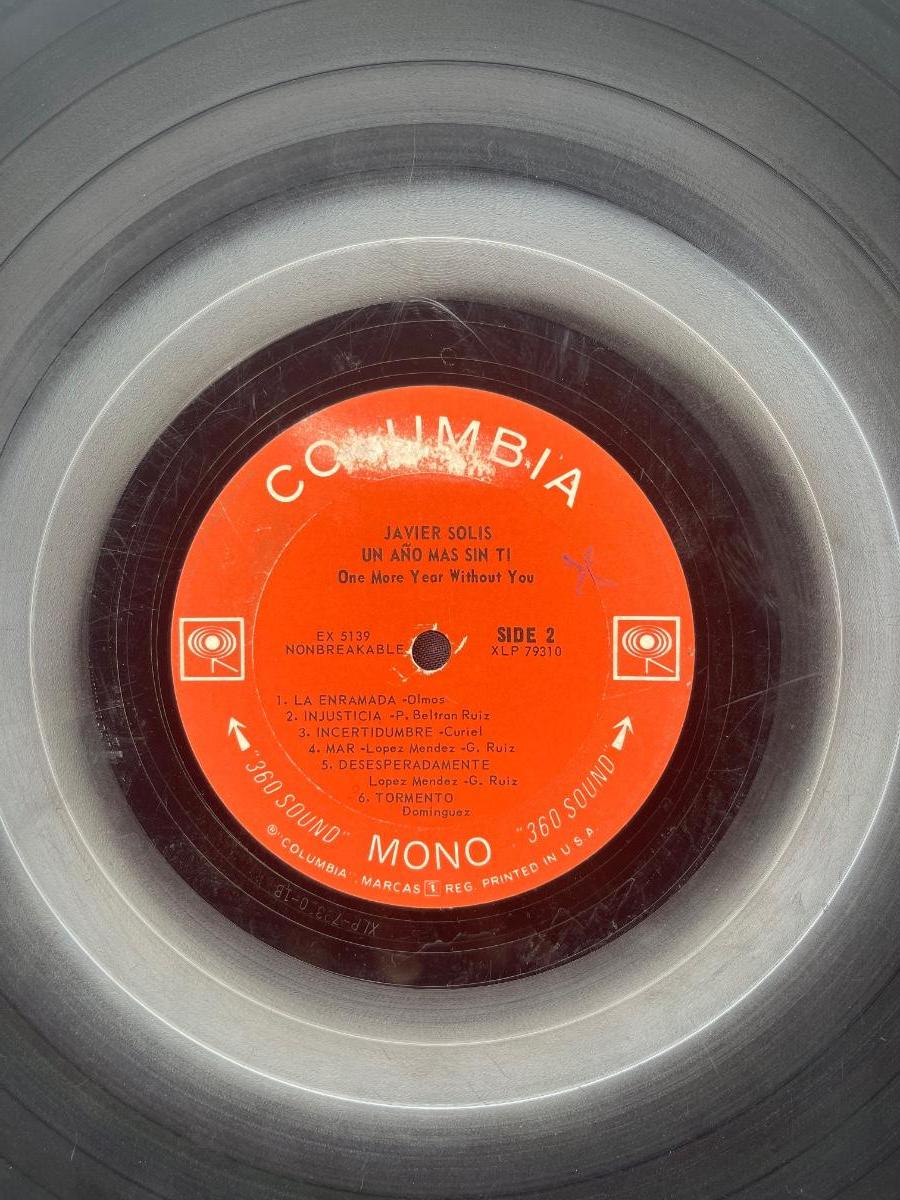 COLUMBIA
JAVIER SOLIS
UN AÑO MAS SIN TI
One More Year Without You
EX 5139
NONBREAKABLE
SIDE 2
XLP 79310
1. LA ENRAMADA -Olmos
2. INJUSTICIA -P. Beltran Ruiz
3. INCERTIDUMBRE -Curiel
4. MAR -Lopez Mendez -G. Ruiz
5. DESESPERADAMENTE
Lopez Mendez -G. Ruiz
6. TORMENTO
Dominguez
"360 SOUND" MONO "360 SOUND"
®"COLUMBIA", MARCAS REG. PRINTED IN U.S.A.